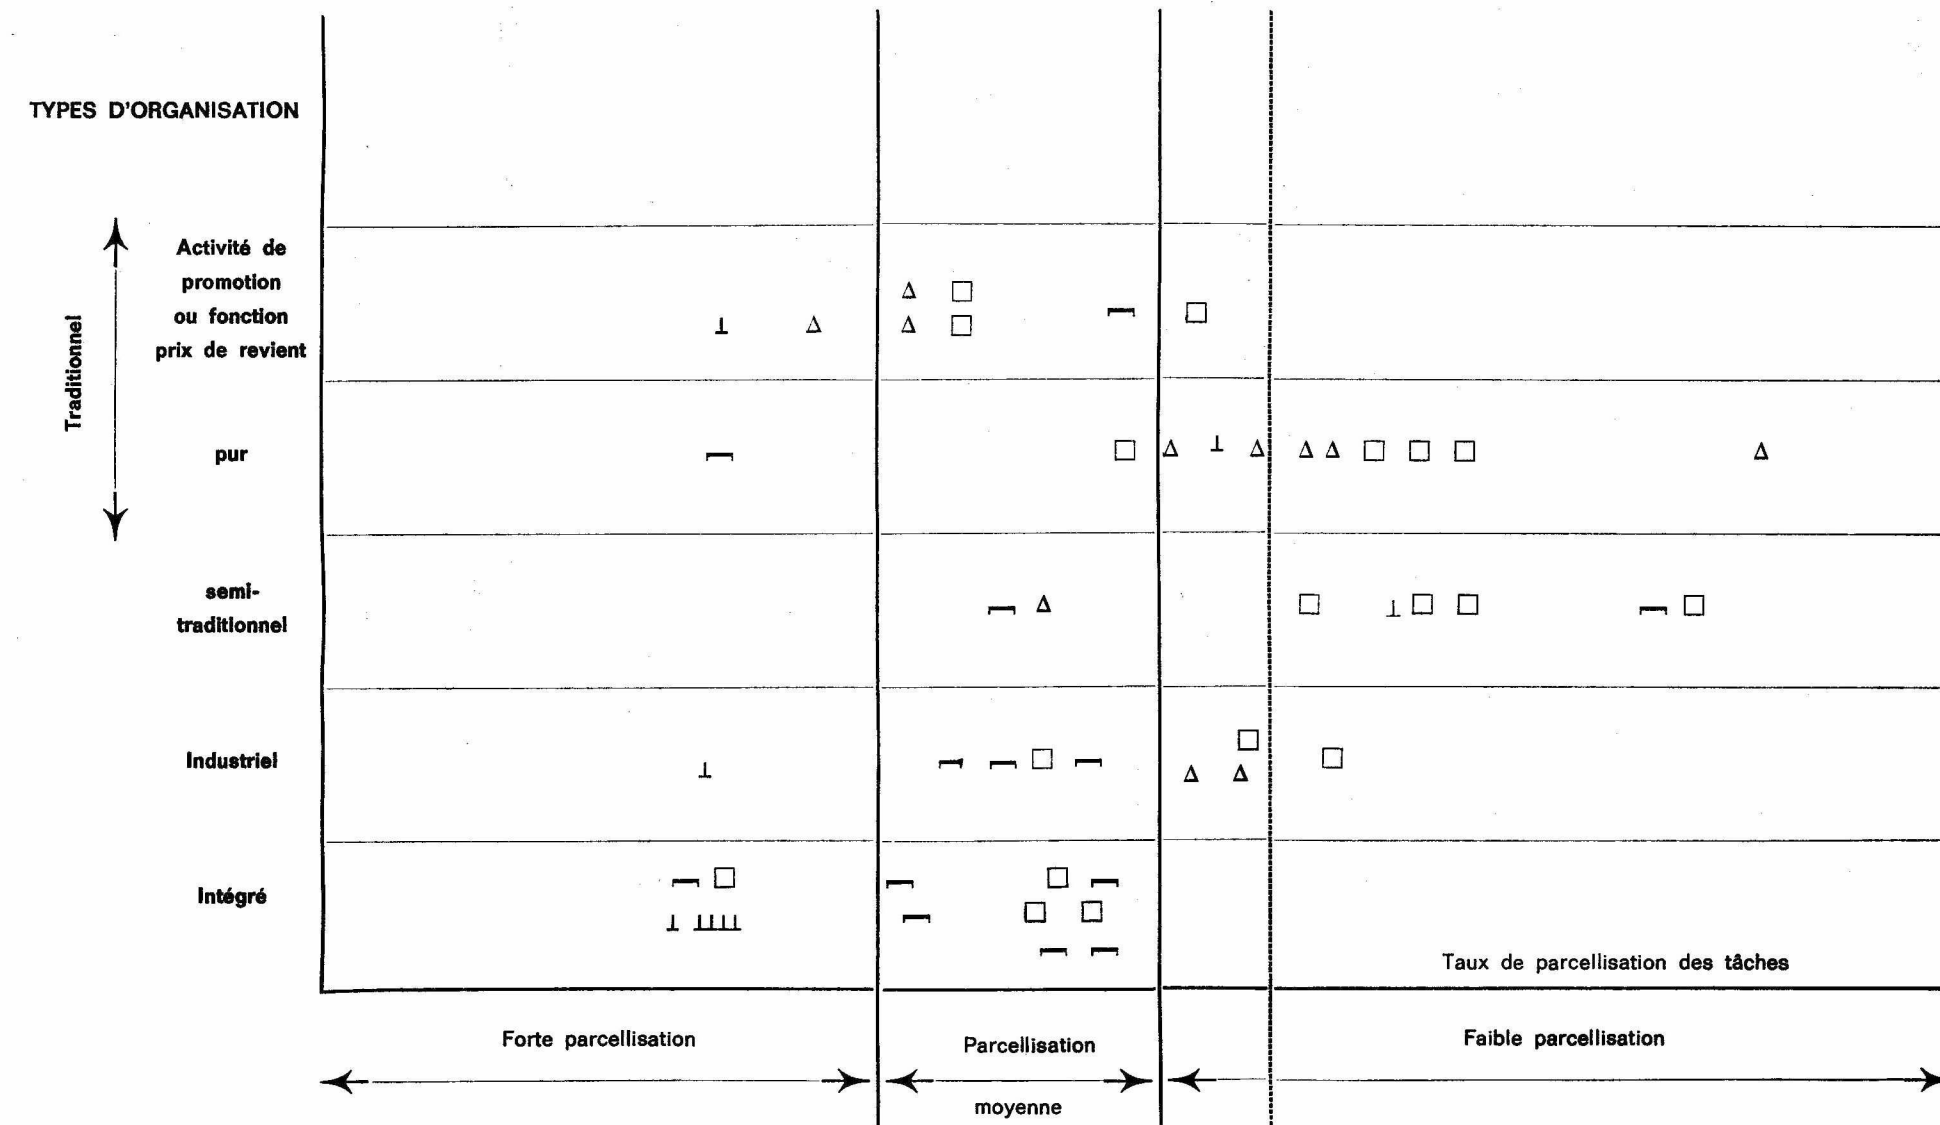 TYPES D'ORGANISATION
Traditionnel
Activité de
promotion
ou fonction
prix de revient
pur
semi-
traditionnel
Industriel
Intégré
Taux de parcellisation des tâches
Forte parcellisation
Parcellisation
moyenne
Faible parcellisation